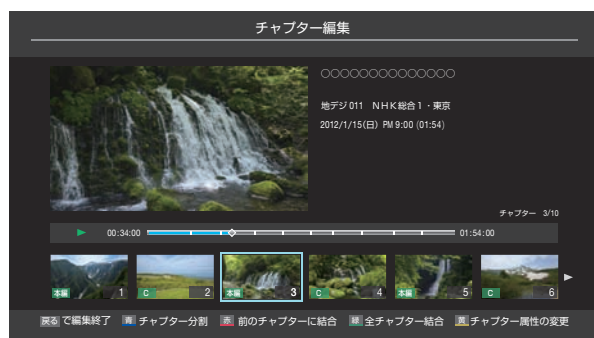 チャプター編集
○○○○○○○○○○○○○○
地デジ 011 NHK総合1・東京
2012/1/15(日) PM 9:00 (01:54)
チャプター 3/10
00:34:00 01:54:00
本編 1 C 2 本編 3 C 4 本編 5 C 6
戻る で編集終了 青 チャプター分割 赤 前のチャプターに結合 緑 全チャプター結合 黄 チャプター属性の変更